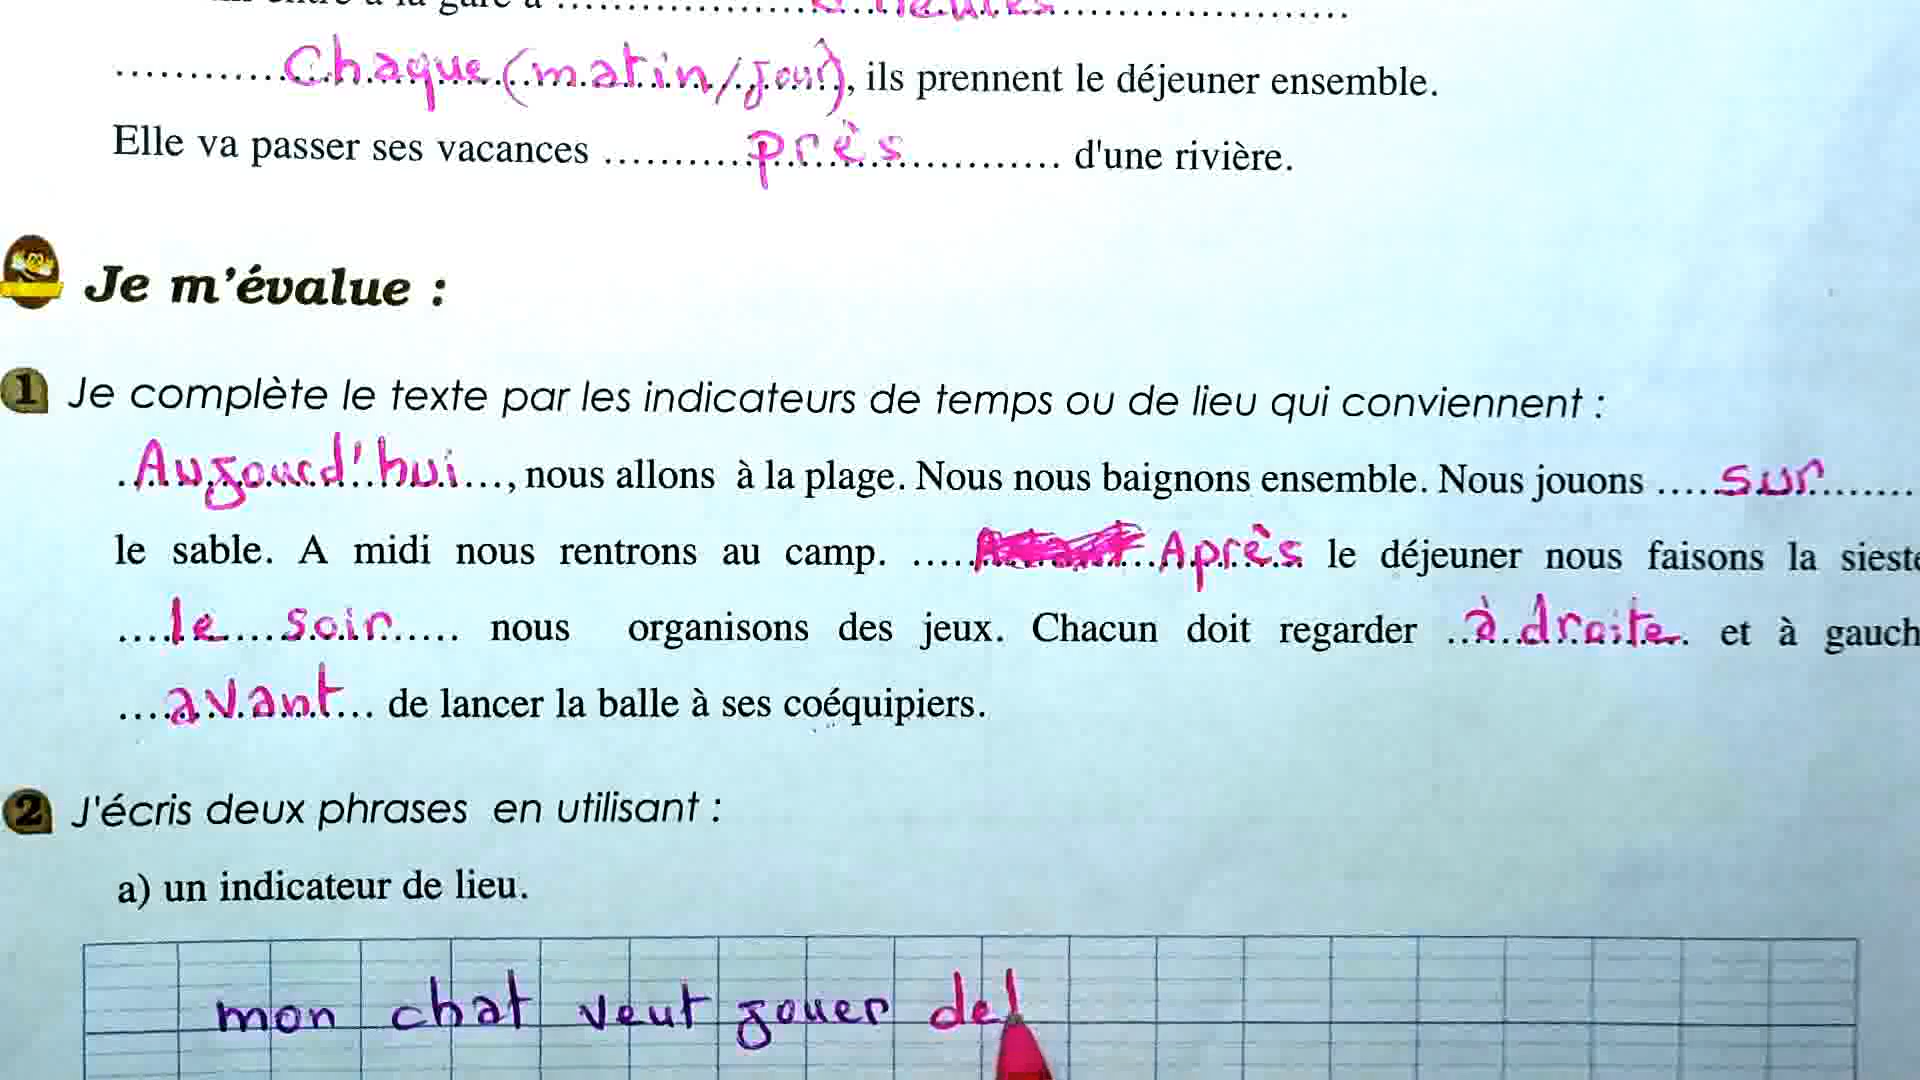 à la gare à ........ heures ........
........ Chaque (matin/jour), ils prennent le déjeuner ensemble.
Elle va passer ses vacances ........ près ........ d'une rivière.
Je m'évalue :
1 Je complète le texte par les indicateurs de temps ou de lieu qui conviennent :
Aujourd'hui..., nous allons à la plage. Nous nous baignons ensemble. Nous jouons ..... sur ........
le sable. A midi nous rentrons au camp. ..... Après le déjeuner nous faisons la sieste
.... le soir ..... nous organisons des jeux. Chacun doit regarder ... à droite. et à gauch
.... avant ... de lancer la balle à ses coéquipiers.
2 J'écris deux phrases en utilisant :
a) un indicateur de lieu.
mon chat veut jouer del